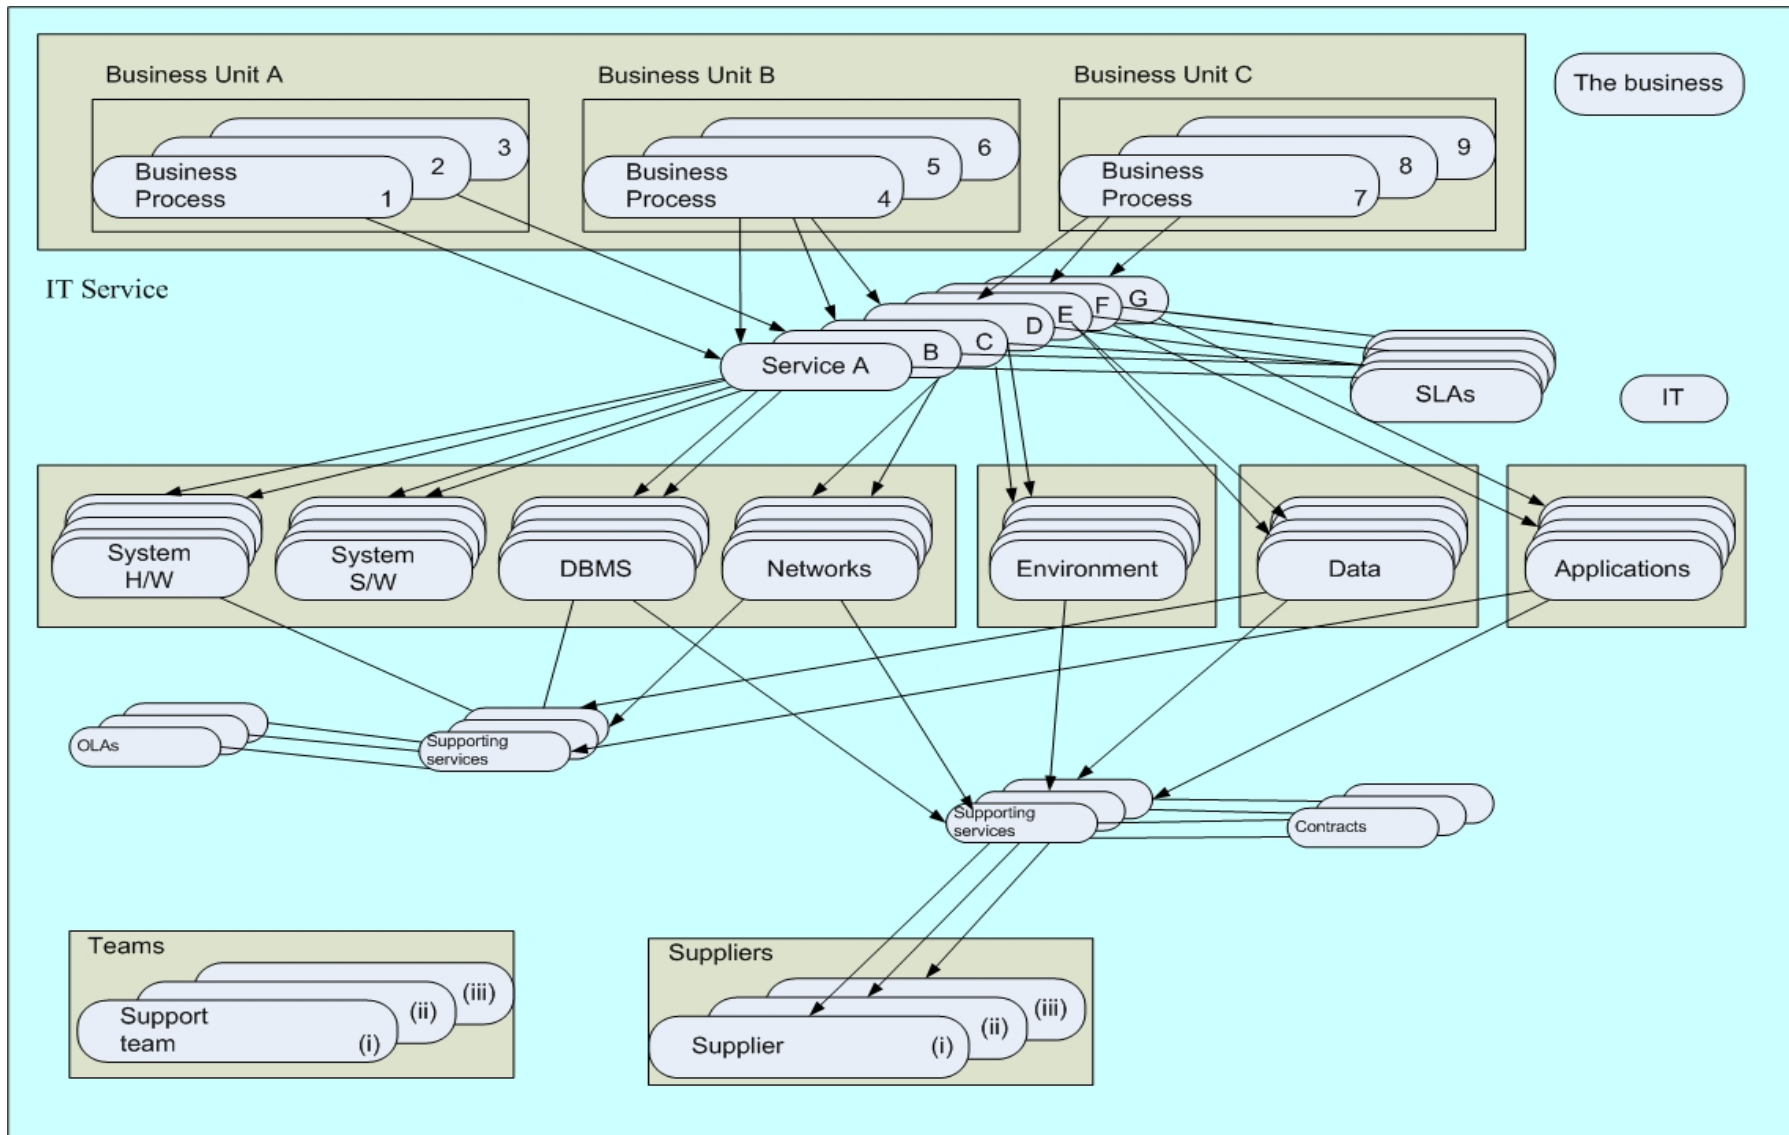 Business Unit A
Business Unit B
Business Unit C
The business
3
2
Business
Process
1
6
5
Business
Process
4
9
8
Business
Process
7
IT Service
G
F
E
D
C
B
Service A
SLAs
IT
System
H/W
System
S/W
DBMS
Networks
Environment
Data
Applications
OLAs
Supporting
services
Supporting
services
Contracts
Teams
(iii)
(ii)
Support
team
(i)
Suppliers
(iii)
(ii)
Supplier
(i)